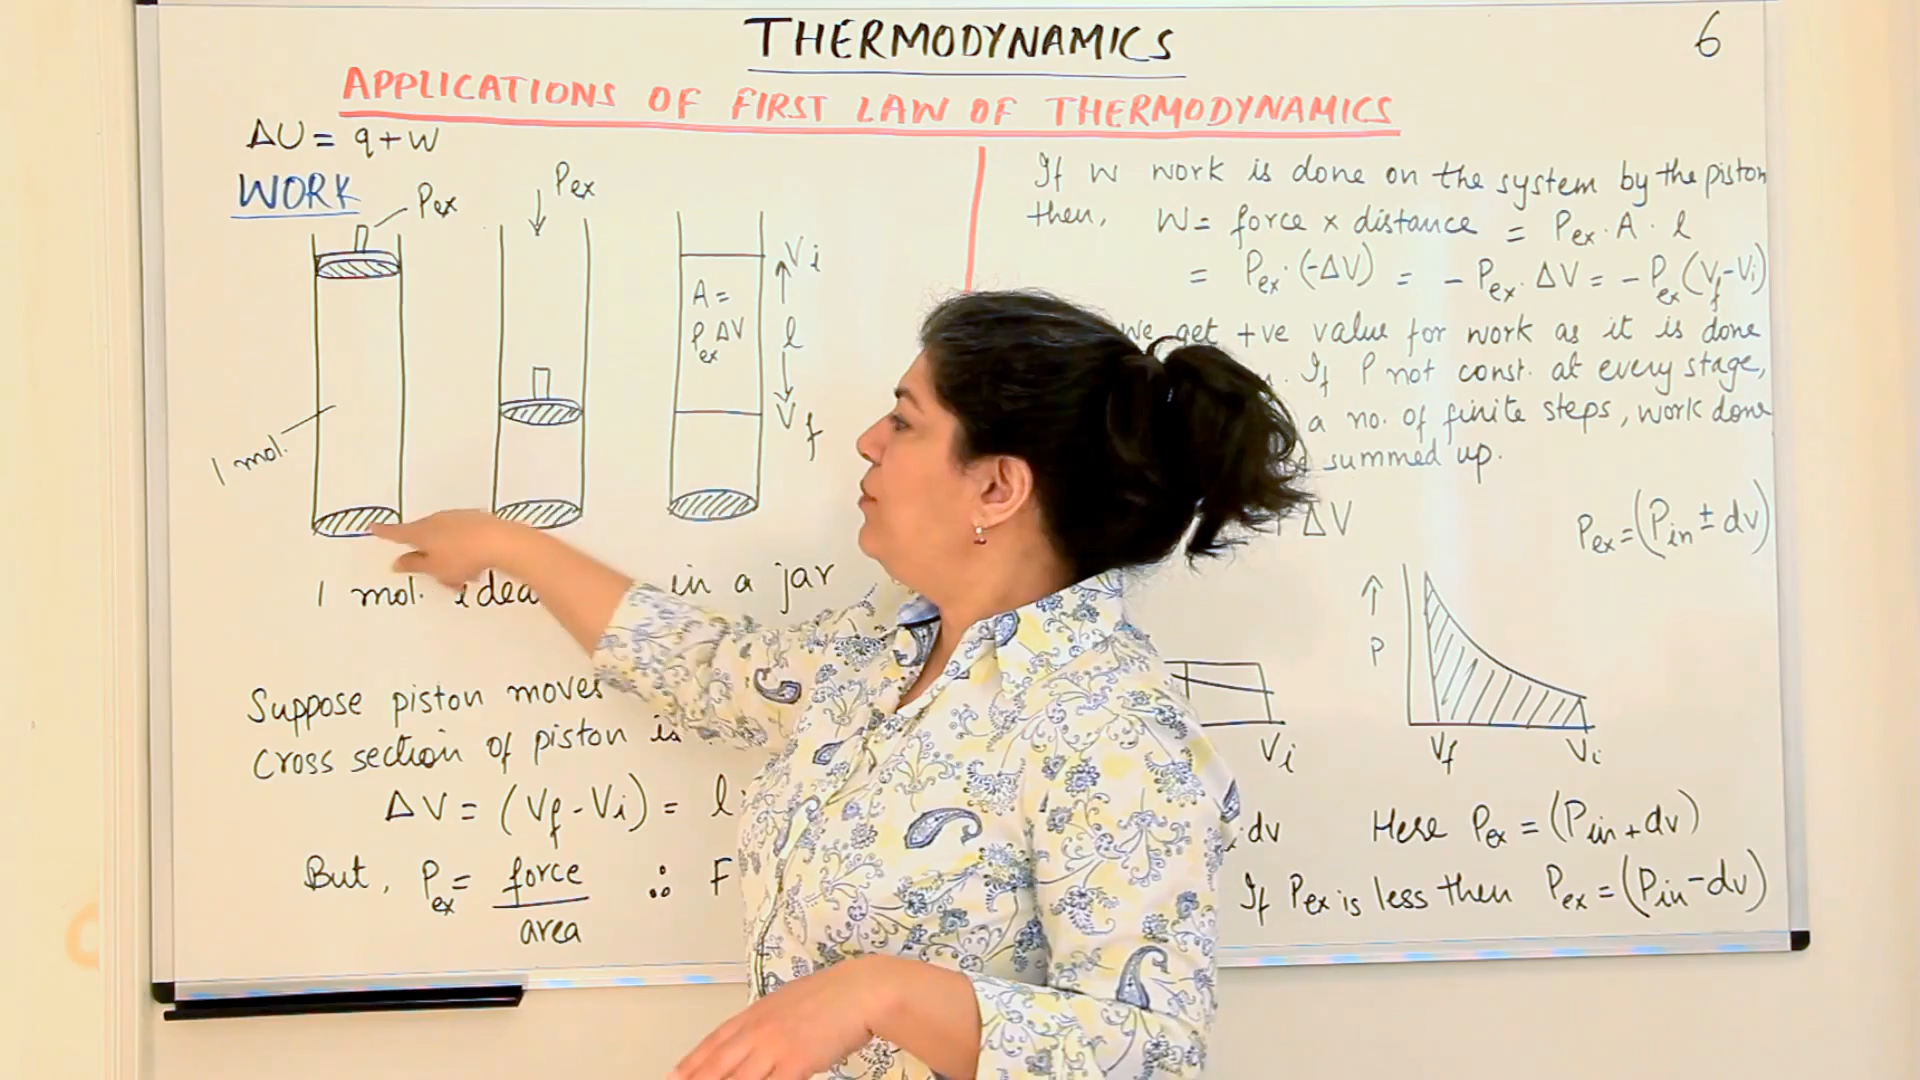 THERMODYNAMICS
6
APPLICATIONS OF FIRST LAW OF THERMODYNAMICS
ΔU = q+W
WORK
Pex
Pex
Vi
A =
Pex ΔV
l
Vf
1 mol.
1 mol. in a jar
Suppose piston moves
Cross section of piston is
ΔV = (Vf - Vi) = l
But, Pex = force / area ∴ F
If W work is done on the system by the piston
then, W = force × distance = Pex · A · l
= Pex · (-ΔV) = - Pex · ΔV = - Pex (Vf - Vi)
we get +ve value for work as it is done
If P not const. at every stage,
a no. of finite steps, work done
summed up.
ΔV
Pex = (Pin ± dv)
Vi
P
Vf Vi
dv
Here Pex = (Pin + dv)
If Pex is less then Pex = (Pin - dv)